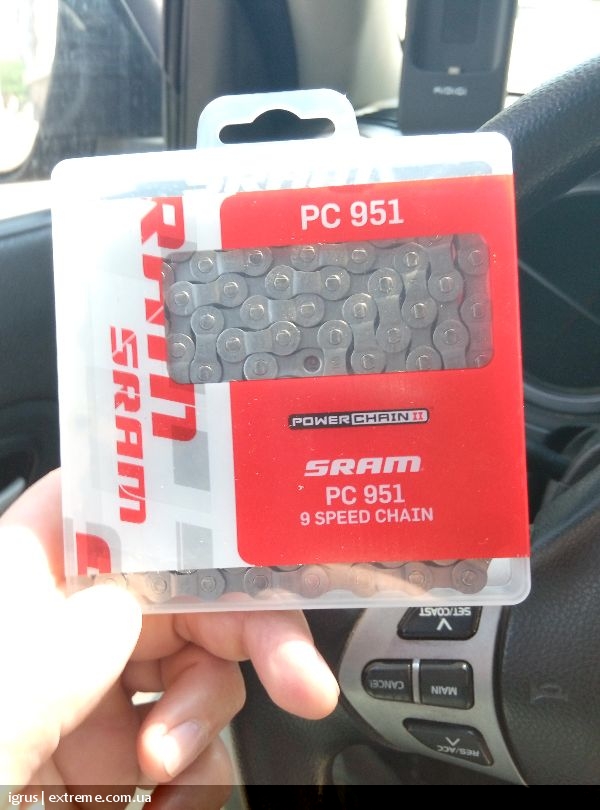 PC 951
SRAM
POWERCHAIN II
SRAM
PC 951
9 SPEED CHAIN
SET/COAST
CANCEL
MAIN
RES/ACC
igrus | extreme.com.ua